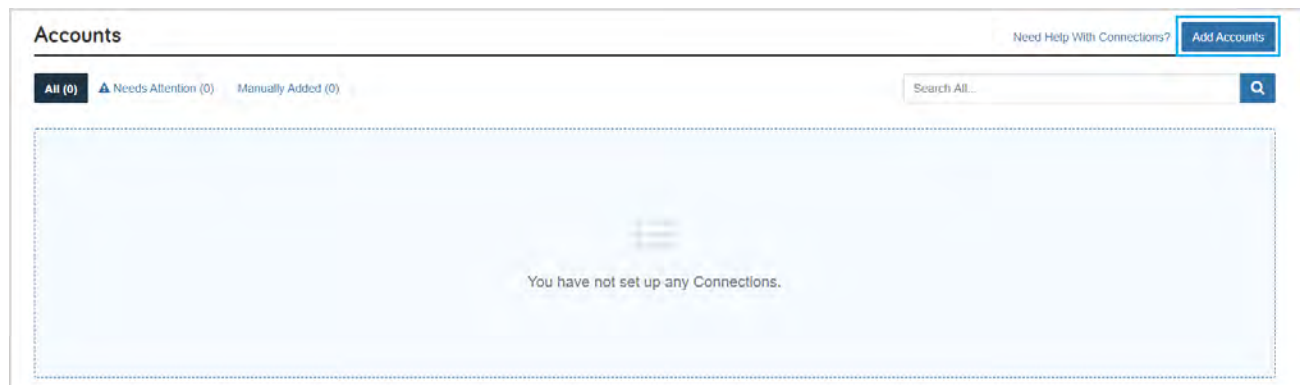 Accounts
Need Help With Connections?
Add Accounts
All (0)
Needs Attention (0)
Manually Added (0)
Search All...
You have not set up any Connections.